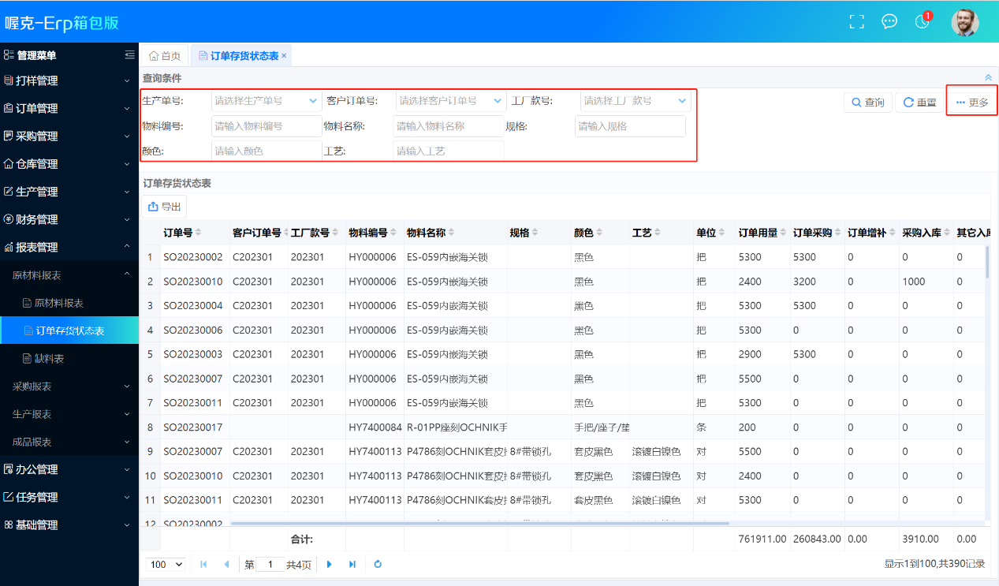 喔克-Erp箱包版
1
管理菜单
打样管理
订单管理
采购管理
仓库管理
生产管理
财务管理
报表管理
原材料报表
原材料报表
订单存货状态表
缺料表
采购报表
生产报表
成品报表
办公管理
任务管理
基础管理
首页 订单存货状态表 ×
查询条件
生产单号: 请选择生产单号 客户订单号: 请选择客户订单号 工厂款号: 请选择工厂款号 查询 重置 更多
物料编号: 请输入物料编号 物料名称: 请输入物料名称 规格: 请输入规格
颜色: 请输入颜色 工艺: 请输入工艺
订单存货状态表
导出
订单号 客户订单号 工厂款号 物料编号 物料名称 规格 颜色 工艺 单位 订单用量 订单采购 订单增补 采购入库 其它入库
1 SO20230002 C202301 202301 HY000006 ES-059内嵌海关锁 黑色 把 5300 5300 0 0 0
2 SO20230010 C202301 202301 HY000006 ES-059内嵌海关锁 黑色 把 2400 3200 0 1000 0
3 SO20230004 C202301 202301 HY000006 ES-059内嵌海关锁 黑色 把 5300 5300 0 0 0
4 SO20230006 C202301 202301 HY000006 ES-059内嵌海关锁 黑色 把 5300 0 0 0 0
5 SO20230003 C202301 202301 HY000006 ES-059内嵌海关锁 黑色 把 2900 5300 0 0 0
6 SO20230007 C202301 202301 HY000006 ES-059内嵌海关锁 黑色 把 5500 0 0 0 0
7 SO20230011 C202301 202301 HY000006 ES-059内嵌海关锁 黑色 把 5300 0 0 0 0
8 SO20230017 HY7400084 R-01PP座刻OCHNIK手 手把/座子/垫 条 200 0 0 0 0
9 SO20230007 C202301 202301 HY7400113 P4786刻OCHNIK套皮 8#带锁孔 套皮黑色 滚镀白镍色 对 5500 0 0 0 0
10 SO20230010 C202301 202301 HY7400113 P4786刻OCHNIK套皮 8#带锁孔 套皮黑色 滚镀白镍色 对 2400 0 0 0 0
11 SO20230011 C202301 202301 HY7400113 P4786刻OCHNIK套皮 8#带锁孔 套皮黑色 滚镀白镍色 对 5300 0 0 0 0
12 SO20230002
合计: 761911.00 260843.00 0.00 3910.00 0.00
100 第 1 共4页 显示1到100,共390记录